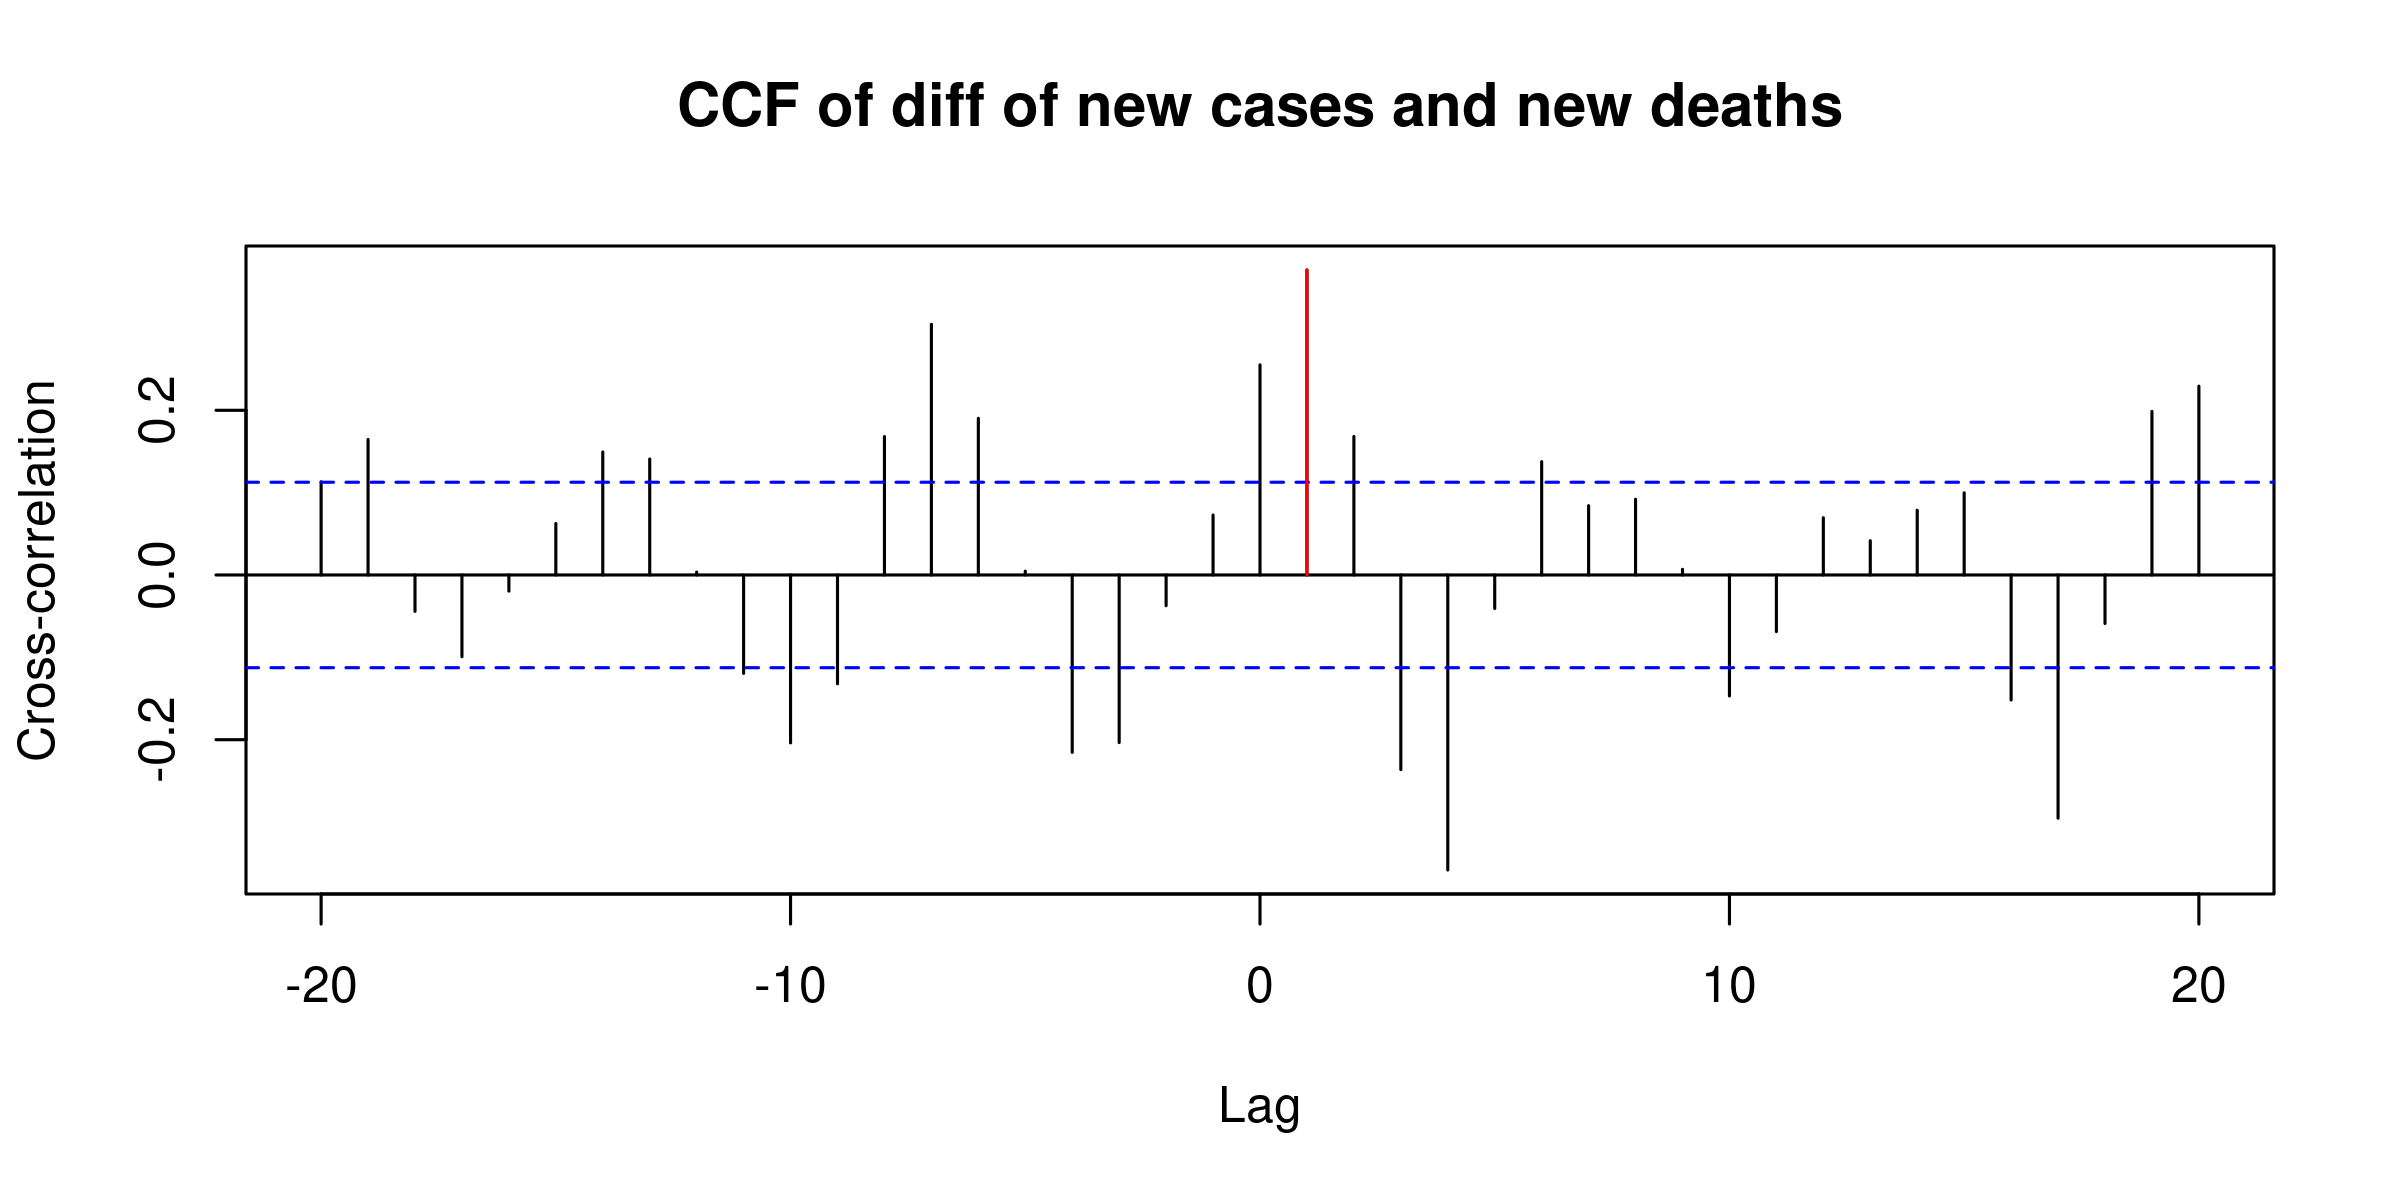 CCF of diff of new cases and new deaths
Cross-correlation
0.2
0.0
-0.2
-20
-10
0
10
20
Lag